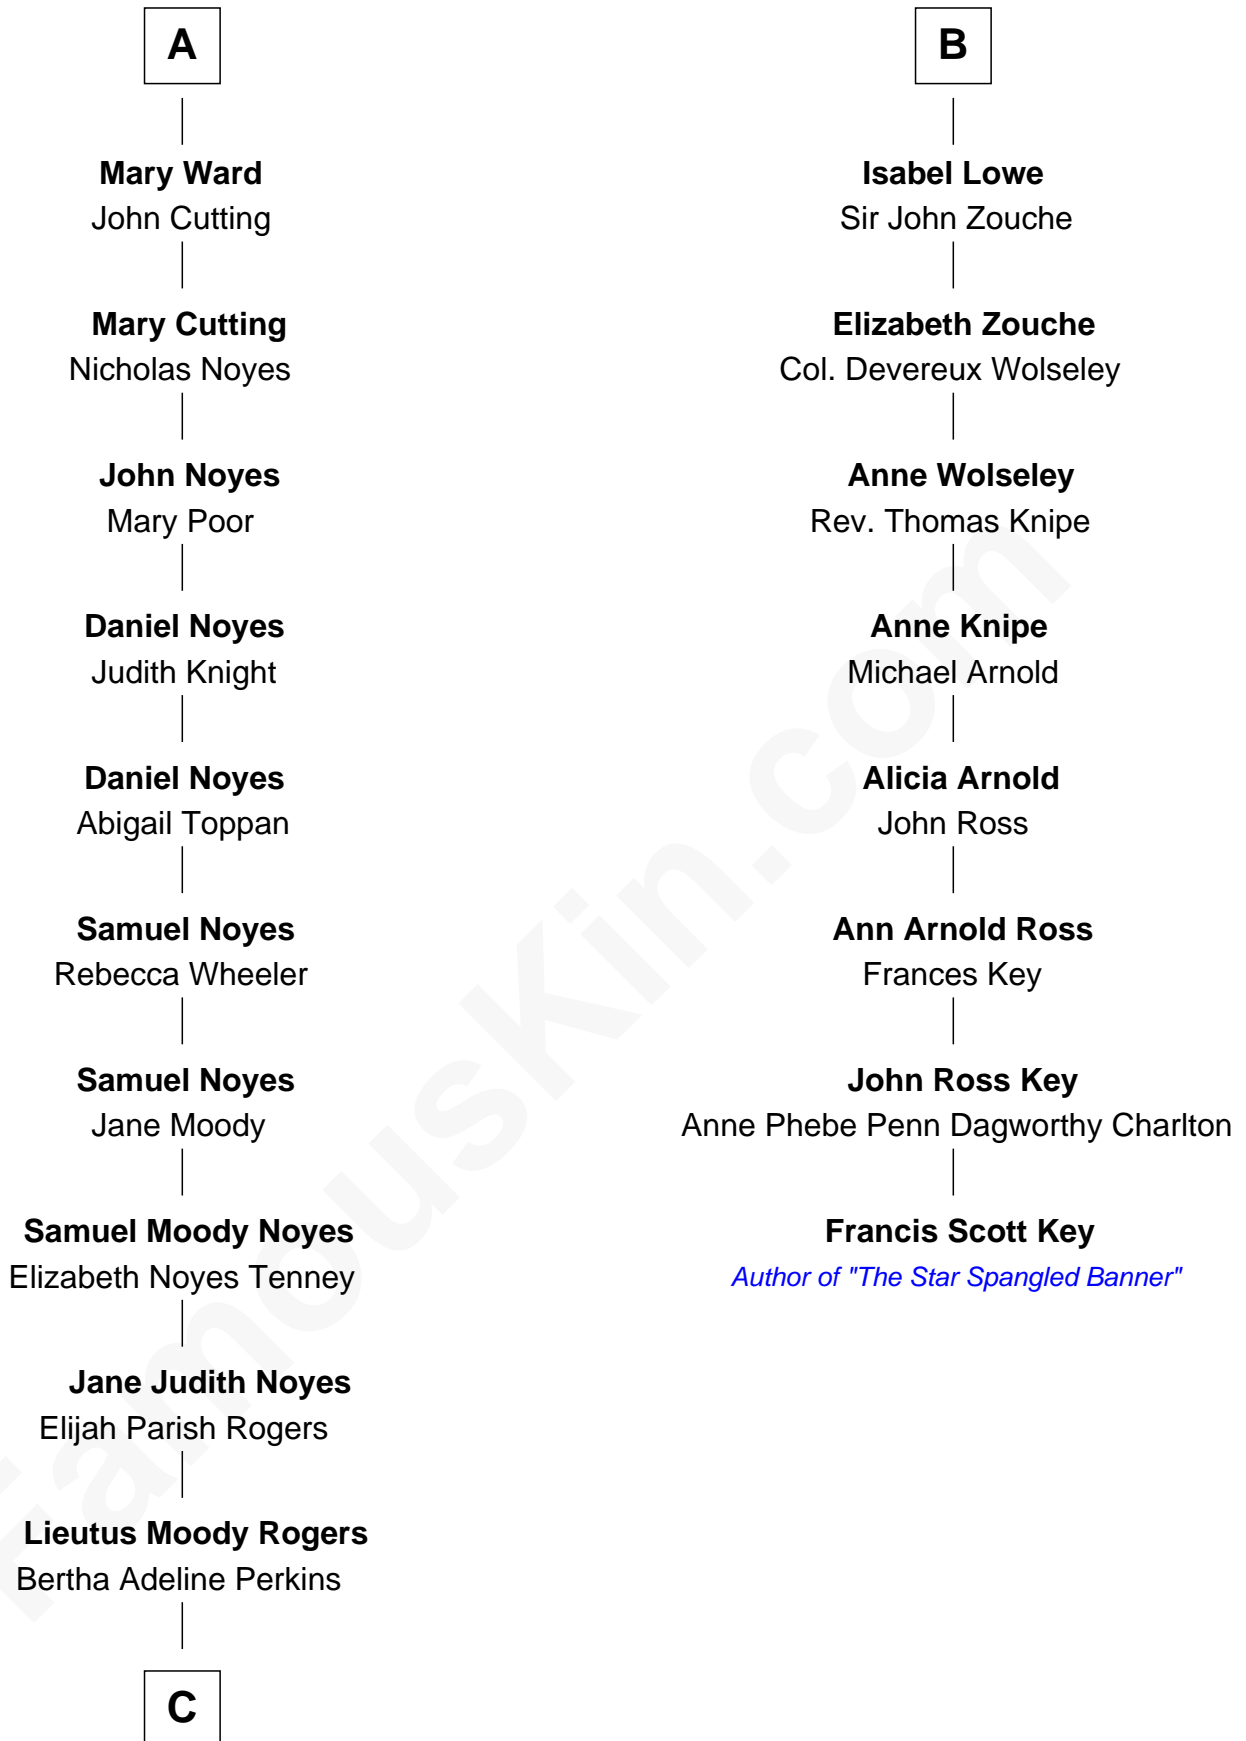 A
Mary Ward
John Cutting
Mary Cutting
Nicholas Noyes
John Noyes
Mary Poor
Daniel Noyes
Judith Knight
Daniel Noyes
Abigail Toppan
Samuel Noyes
Rebecca Wheeler
Samuel Noyes
Jane Moody
Samuel Moody Noyes
Elizabeth Noyes Tenney
Jane Judith Noyes
Elijah Parish Rogers
Lieutus Moody Rogers
Bertha Adeline Perkins
C
B
Isabel Lowe
Sir John Zouche
Elizabeth Zouche
Col. Devereux Wolseley
Anne Wolseley
Rev. Thomas Knipe
Anne Knipe
Michael Arnold
Alicia Arnold
John Ross
Ann Arnold Ross
Frances Key
John Ross Key
Anne Phebe Penn Dagworthy Charlton
Francis Scott Key
Author of "The Star Spangled Banner"
FamousKin.com